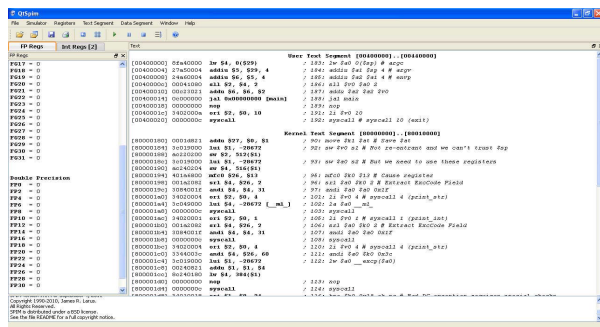 QtSpim
File Simulator Registers Text Segment Data Segment Window Help
FP Regs Int Regs [2] Text
FP Regs
FG17 = 0
FG18 = 0
FG19 = 0
FG20 = 0
FG21 = 0
FG22 = 0
FG23 = 0
FG24 = 0
FG25 = 0
FG26 = 0
FG27 = 0
FG28 = 0
FG29 = 0
FG30 = 0
FG31 = 0
Double Precision
FP0 = 0
FP2 = 0
FP4 = 0
FP6 = 0
FP8 = 0
FP10 = 0
FP12 = 0
FP14 = 0
FP16 = 0
FP18 = 0
FP20 = 0
FP22 = 0
FP24 = 0
FP26 = 0
FP28 = 0
FP30 = 0
User Text Segment [00400000]..[00440000]
[00400000] 8fa40000 lw $4, 0($29) ; 183: lw $a0 0($sp) # argc
[00400004] 27a50004 addiu $5, $29, 4 ; 184: addiu $a1 $sp 4 # argv
[00400008] 24a60004 addiu $6, $5, 4 ; 185: addiu $a2 $a1 4 # envp
[0040000c] 00041080 sll $2, $4, 2 ; 186: sll $v0 $a0 2
[00400010] 00c23021 addu $6, $6, $2 ; 187: addu $a2 $a2 $v0
[00400014] 0c000000 jal 0x00000000 [main] ; 188: jal main
[00400018] 00000000 nop ; 189: nop
[0040001c] 3402000a ori $2, $0, 10 ; 191: li $v0 10
[00400020] 0000000c syscall ; 192: syscall # syscall 10 (exit)
Kernel Text Segment [80000000]..[80010000]
[80000180] 0001d821 addu $27, $0, $1 ; 90: move $k1 $at # Save $at
[80000184] 3c019000 lui $1, -28672 ; 92: sw $v0 s1 # Not re-entrant and we can't trust $sp
[80000188] ac220200 sw $2, 512($1)
[8000018c] 3c019000 lui $1, -28672 ; 93: sw $a0 s2 # But we need to use these registers
[80000190] ac240204 sw $4, 516($1)
[80000194] 401a6800 mfc0 $26, $13 ; 95: mfc0 $k0 $13 # Cause register
[80000198] 001a2082 srl $4, $26, 2 ; 96: srl $a0 $k0 2 # Extract ExcCode Field
[8000019c] 3084001f andi $4, $4, 31 ; 97: andi $a0 $a0 0x1f
[800001a0] 34020004 ori $2, $0, 4 ; 101: li $v0 4 # syscall 4 (print_str)
[800001a4] 3c049000 lui $4, -28672 [__m1_] ; 102: la $a0 __m1_
[800001a8] 0000000c syscall ; 103: syscall
[800001ac] 34020001 ori $2, $0, 1 ; 105: li $v0 1 # syscall 1 (print_int)
[800001b0] 001a2082 srl $4, $26, 2 ; 106: srl $a0 $k0 2 # Extract ExcCode Field
[800001b4] 3084001f andi $4, $4, 31 ; 107: andi $a0 $a0 0x1f
[800001b8] 0000000c syscall ; 108: syscall
[800001bc] 34020004 ori $2, $0, 4 ; 110: li $v0 4 # syscall 4 (print_str)
[800001c0] 3344003c andi $4, $26, 60 ; 111: andi $a0 $k0 0x3c
[800001c4] 3c019000 lui $1, -28672 ; 112: lw $a0 __excp($a0)
[800001c8] 00240821 addu $1, $1, $4
[800001cc] 8c240180 lw $4, 384($1)
[800001d0] 00000000 nop ; 113: nop
[800001d4] 0000000c syscall ; 114: syscall
Copyright 1990-2010, James R. Larus.
All Rights Reserved.
SPIM is distributed under a BSD license.
See the file README for a full copyright notice.